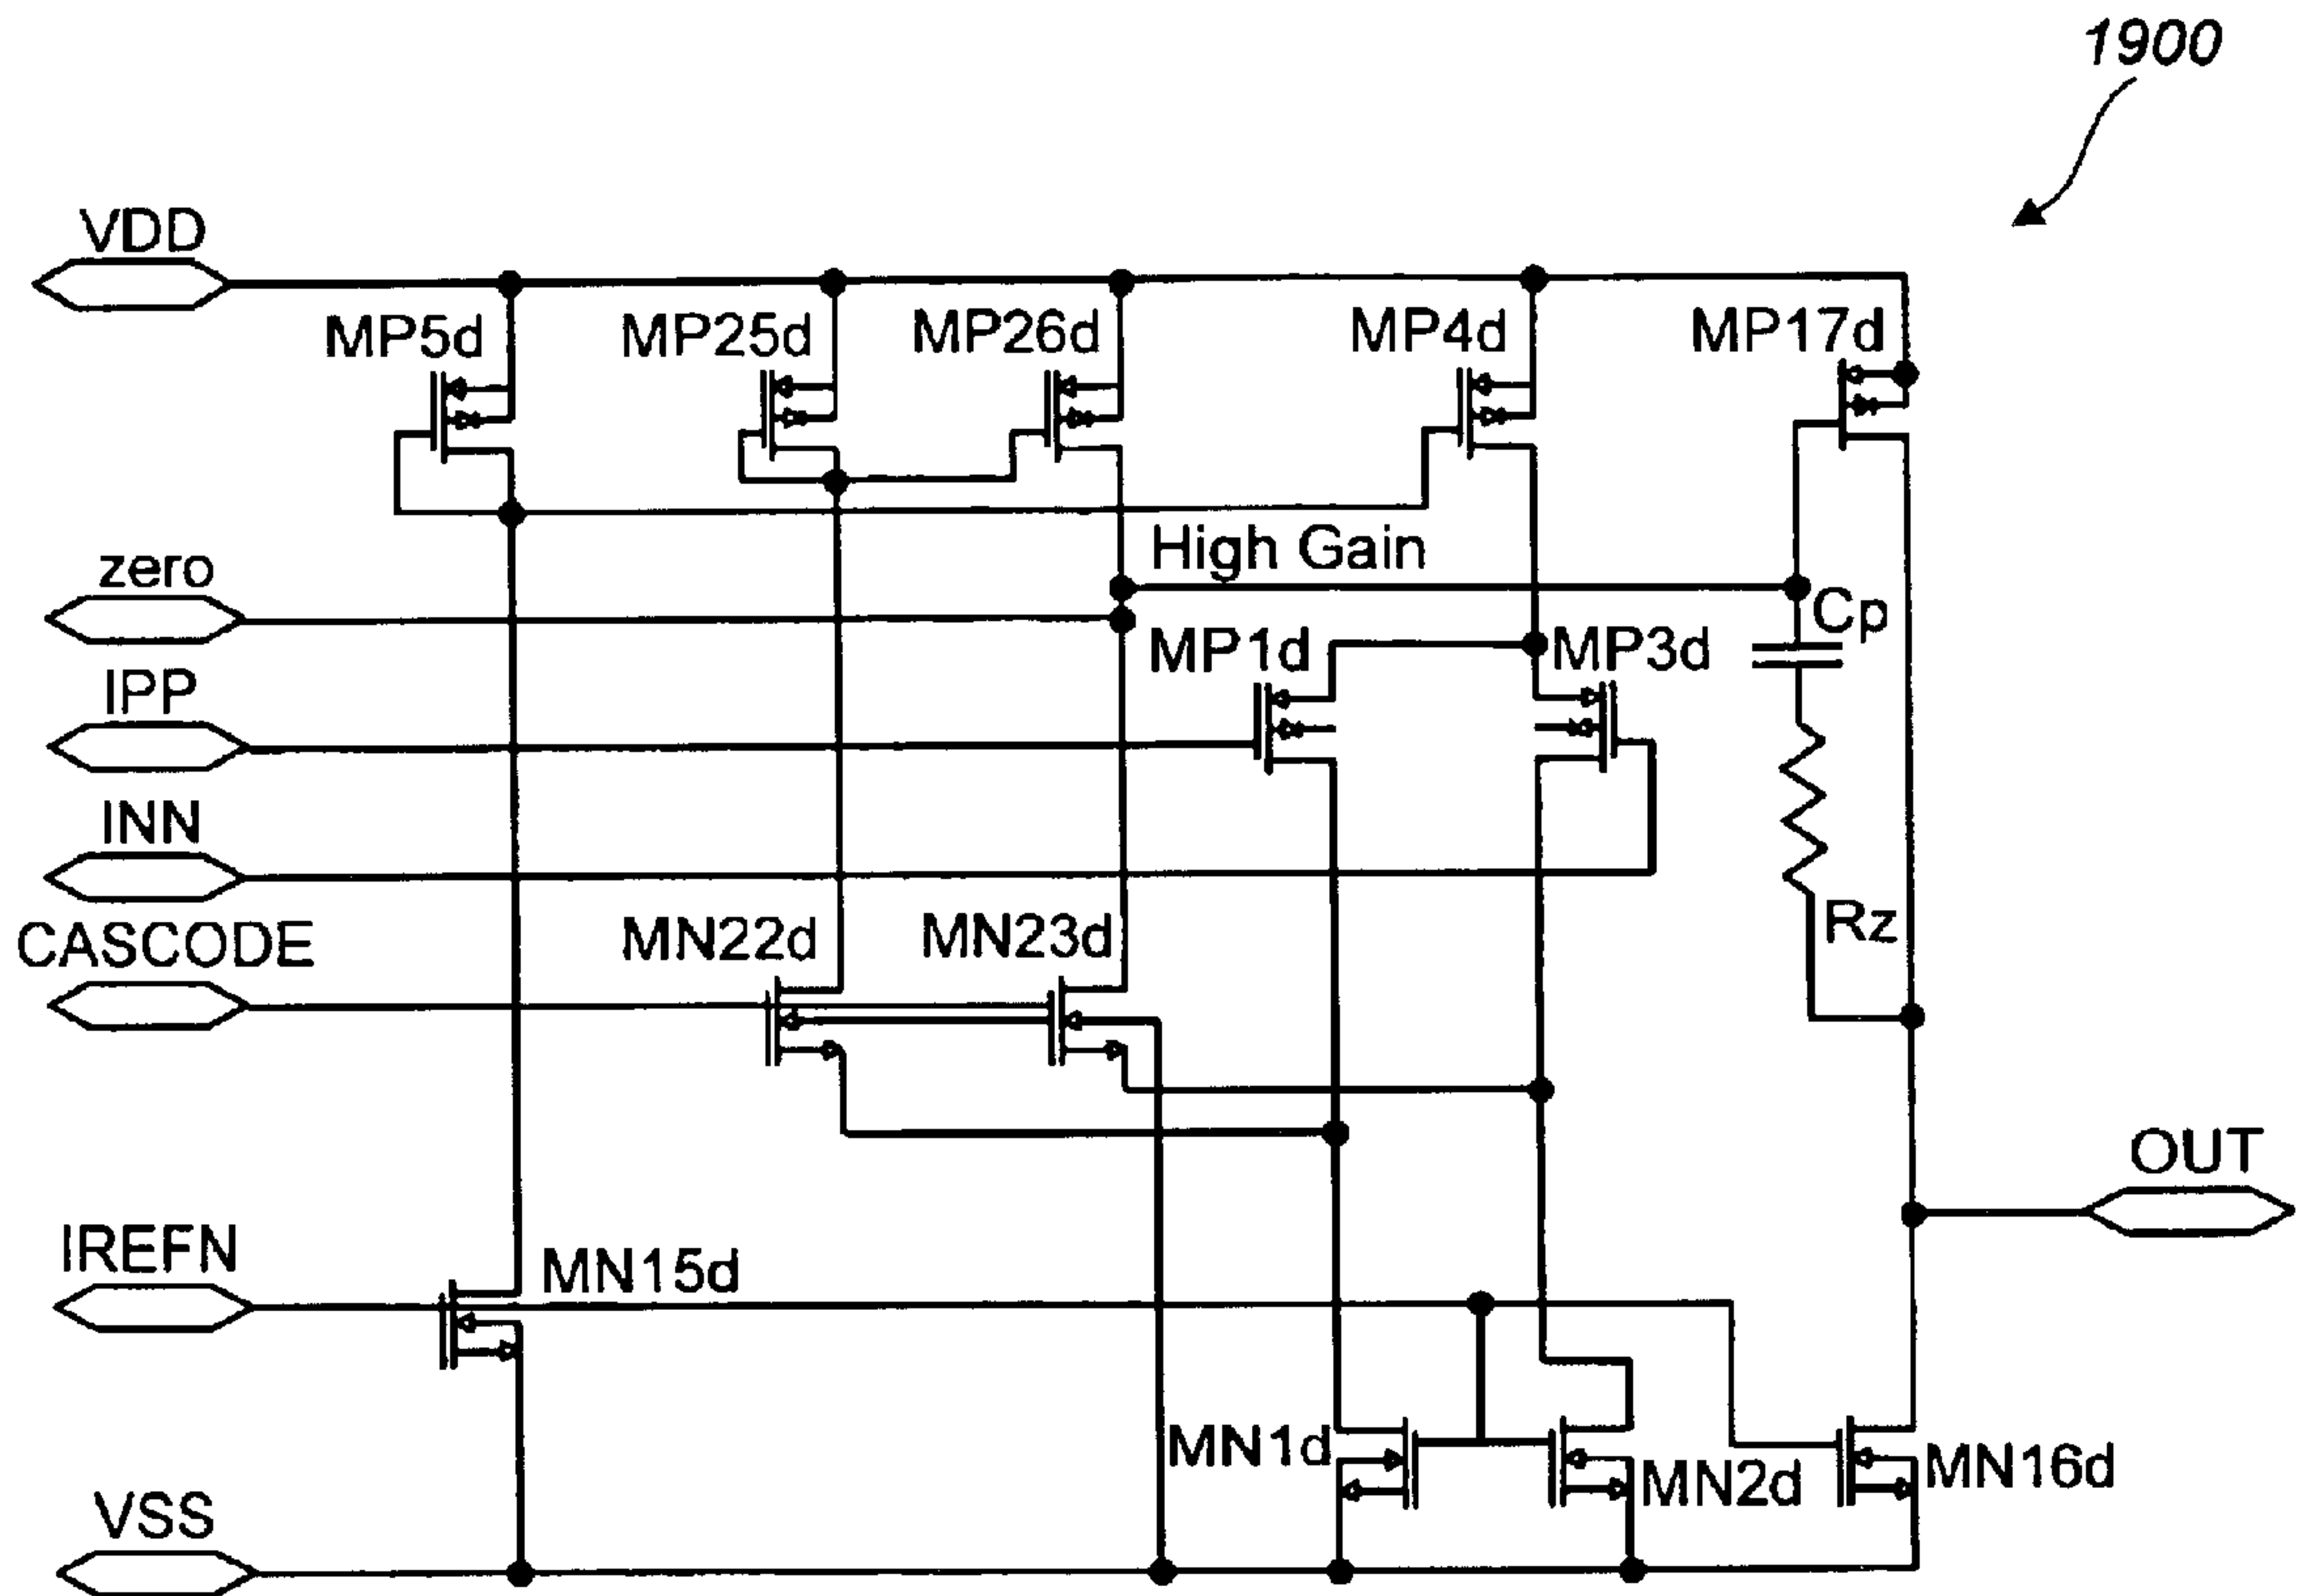 1900
VDD
MP5d
MP25d
MP26d
MP4d
MP17d
High Gain
zero
Cp
MP1d
MP3d
IPP
INN
Rz
CASCODE
MN22d
MN23d
OUT
IREFN
MN15d
MN1d
MN2d
MN16d
VSS